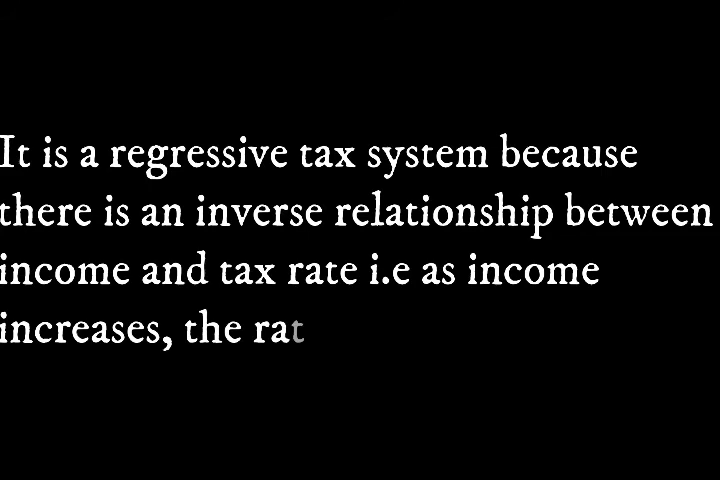 It is a regressive tax system because
there is an inverse relationship between
income and tax rate i.e as income
increases, the rat